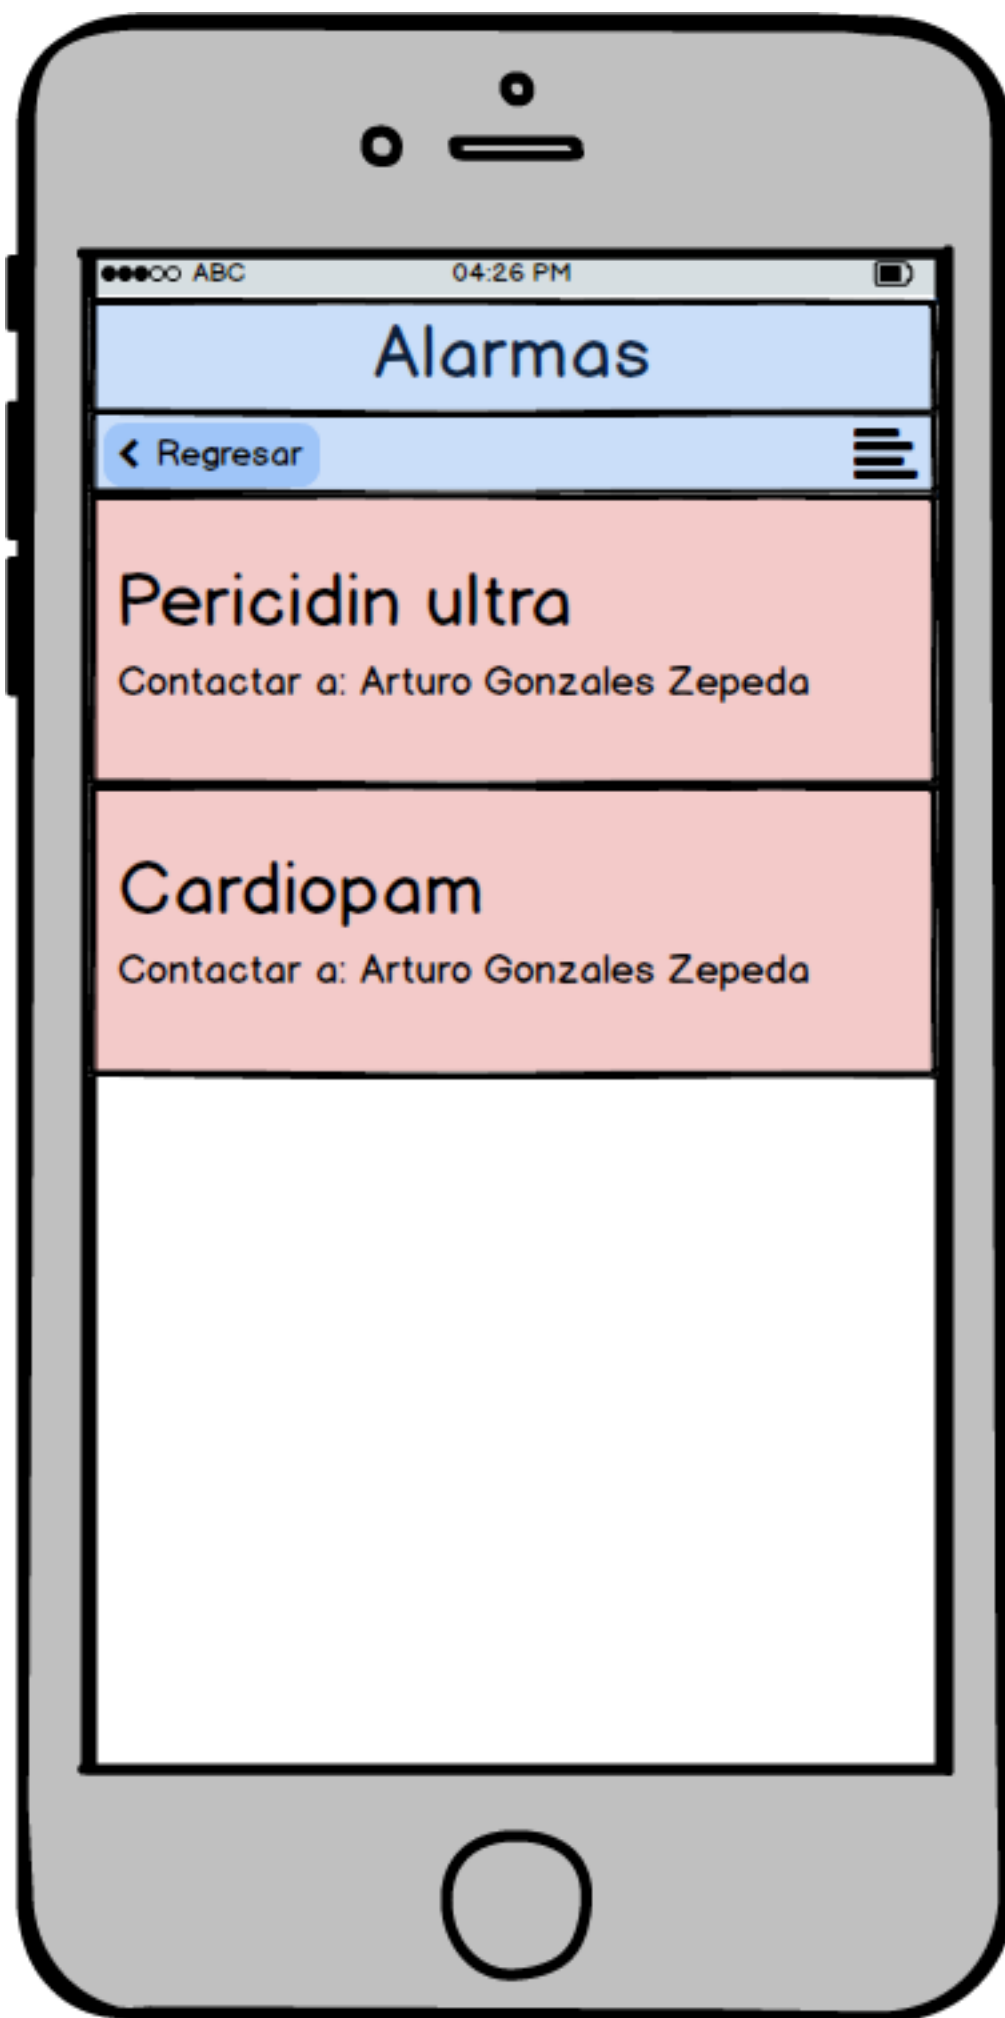 ABC 04:26 PM
Alarmas
Regresar
Pericidin ultra
Contactar a: Arturo Gonzales Zepeda
Cardiopam
Contactar a: Arturo Gonzales Zepeda